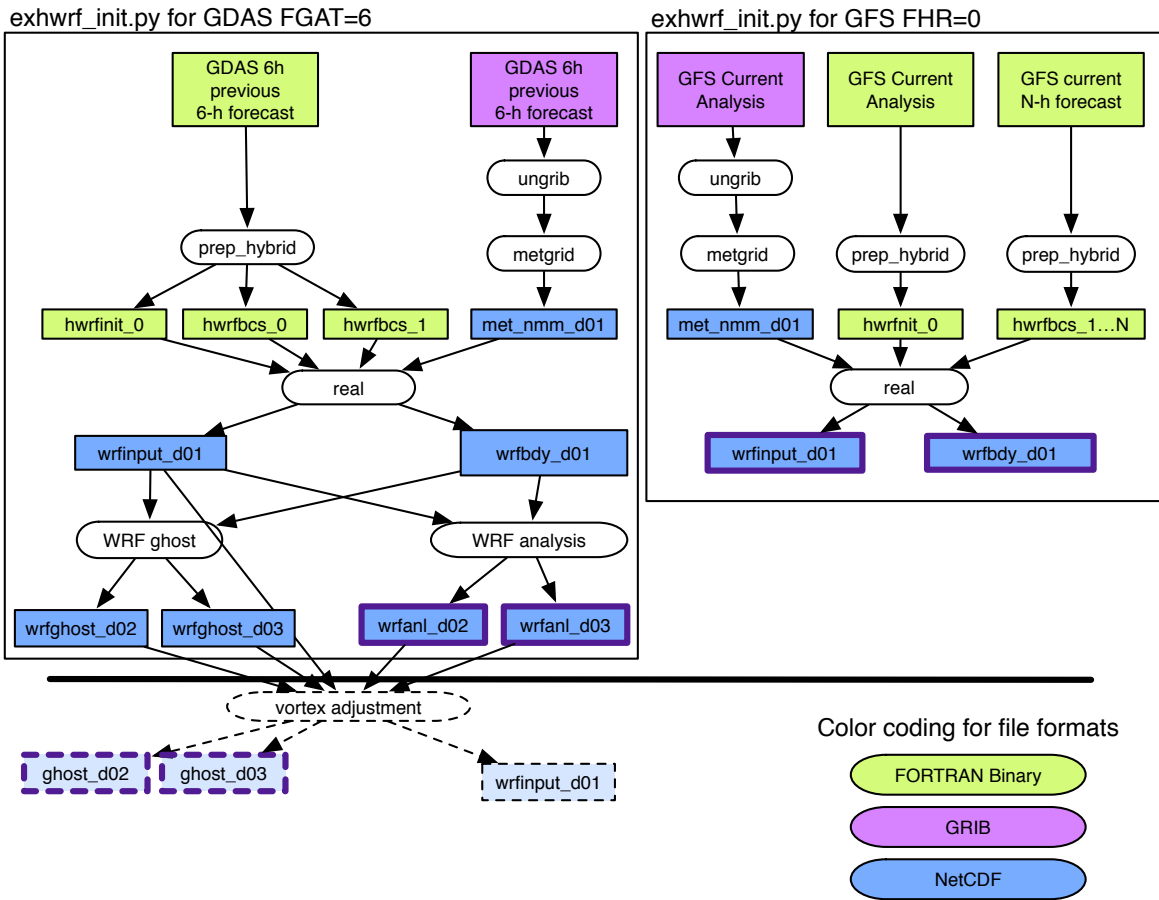 exhwrf_init.py for GDAS FGAT=6
GDAS 6h
previous
6-h forecast
GDAS 6h
previous
6-h forecast
ungrib
prep_hybrid
metgrid
hwrfinit_0
hwrfbcs_0
hwrfbcs_1
met_nmm_d01
real
wrfinput_d01
wrfbdy_d01
WRF ghost
WRF analysis
wrfghost_d02
wrfghost_d03
wrfanl_d02
wrfanl_d03
vortex adjustment
ghost_d02
ghost_d03
wrfinput_d01
exhwrf_init.py for GFS FHR=0
GFS Current
Analysis
GFS Current
Analysis
GFS current
N-h forecast
ungrib
metgrid
prep_hybrid
prep_hybrid
met_nmm_d01
hwrfnit_0
hwrfbcs_1...N
real
wrfinput_d01
wrfbdy_d01
Color coding for file formats
FORTRAN Binary
GRIB
NetCDF